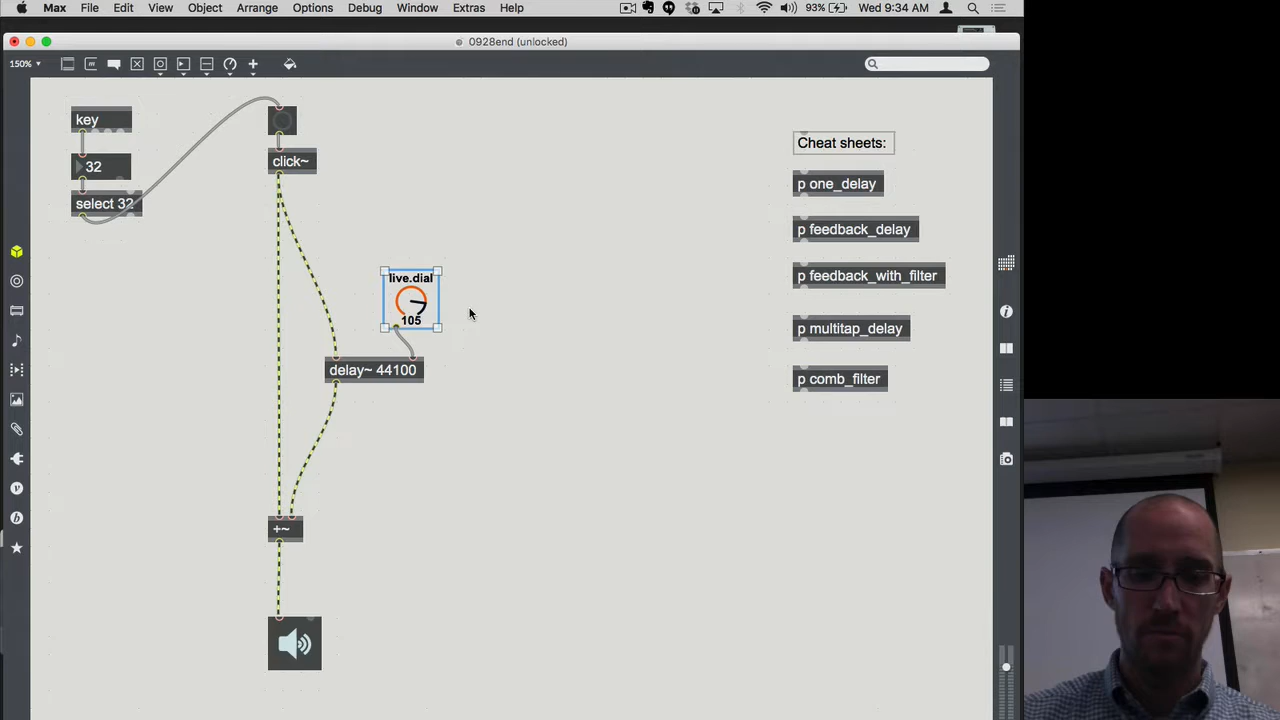 Max File Edit View Object Arrange Options Debug Window Extras Help 93% Wed 9:34 AM
0928end (unlocked)
150%
key
32
select 32
click~
live.dial
105
delay~ 44100
+~
Cheat sheets:
p one_delay
p feedback_delay
p feedback_with_filter
p multitap_delay
p comb_filter